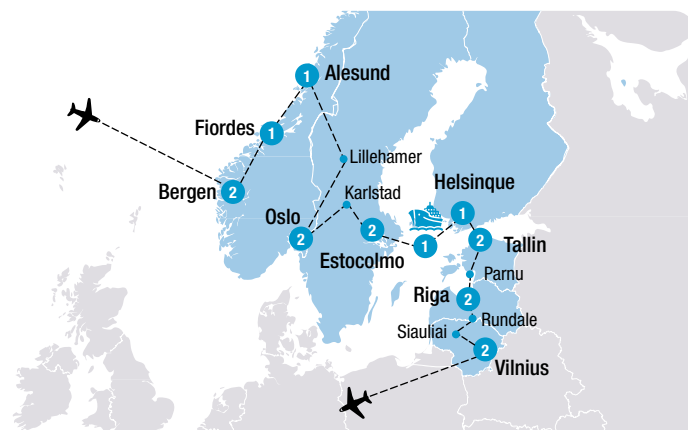 1 Alesund
Fiordes
1
Lillehamer
Bergen 2
Karlstad
Helsinque
1
Oslo
2
2
Estocolmo
1
2
Tallin
Parnu
Riga 2
Rundale
Siauliai
2
Vilnius